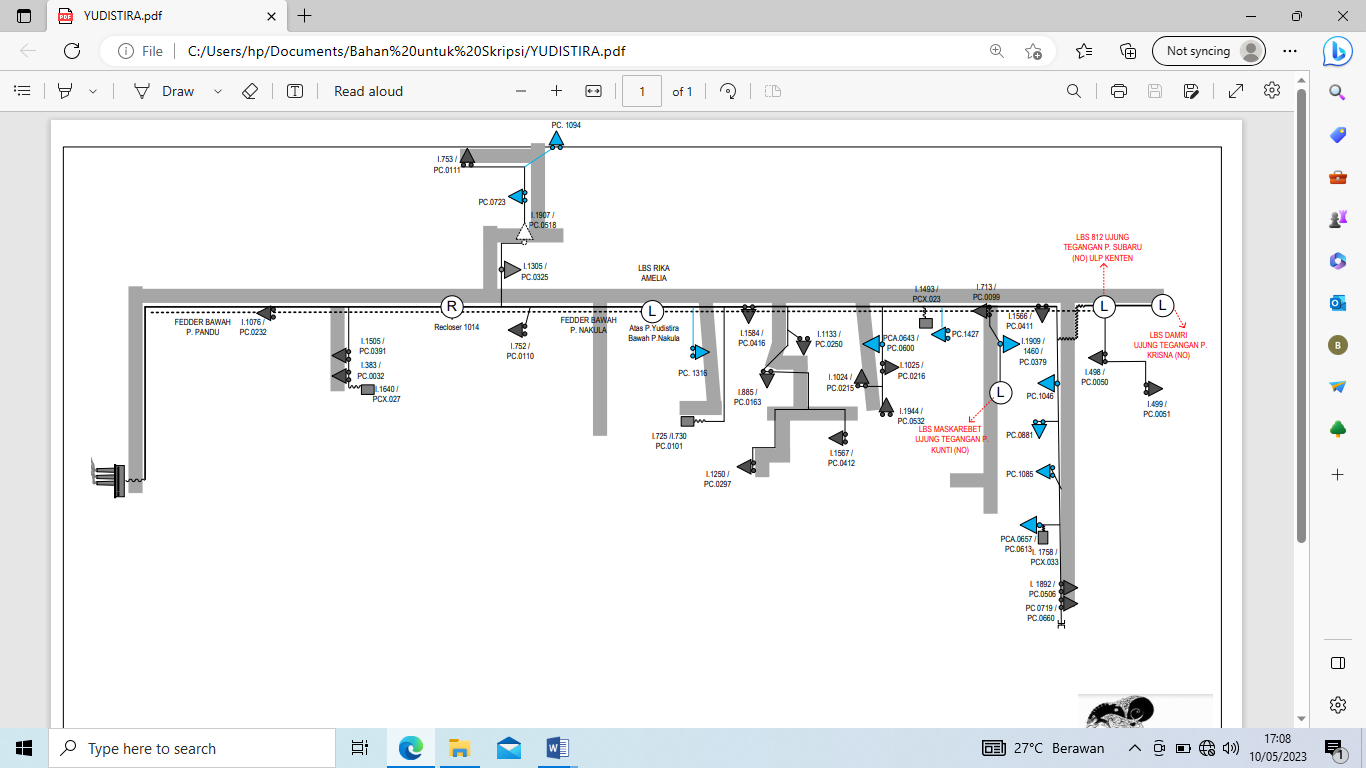 YUDISTIRA.pdf
File
C:/Users/hp/Documents/Bahan%20untuk%20Skripsi/YUDISTIRA.pdf
Not syncing
Draw
Read aloud
1
of 1
PC. 1094
I.753 /
PC.0111
PC.0723
I.1907 /
PC.0518
I.1305 /
PC.0325
LBS RIKA
AMELIA
LBS 812 UJUNG
TEGANGAN P. SUBARU
(NO) ULP KENTEN
I.1493 /
PCX.023
I.713 /
PC.0099
R
L
L
L
FEDDER BAWAH
P. PANDU
I.1076 /
PC.0232
Recloser 1014
FEDDER BAWAH
P. NAKULA
Atas P.Yudistira
Bawah P.Nakula
I.1566 /
PC.0411
I.1505 /
PC.0391
I.752 /
PC.0110
I.1584 /
PC.0416
I.1133 /
PC.0250
PCA.0643 /
PC.0600
PC.1427
I.1909 /
1460 /
PC.0379
LBS DAMRI
UJUNG TEGANGAN P.
KRISNA (NO)
I.383 /
PC.0032
PC. 1316
I.1025 /
PC.0216
I.498 /
PC.0050
I.1024 /
PC.0215
I.1640 /
PCX.027
I.885 /
PC.0163
L
PC.1046
I.499 /
PC.0051
I.1944 /
PC.0532
LBS MASKAREBET
UJUNG TEGANGAN P.
KUNTI (NO)
I.725 /I.730
PC.0101
PC.0881
I.1567 /
PC.0412
I.1250 /
PC.0297
PC.1085
PCA.0657 /
PC.0613
I. 1758 /
PCX.033
I. 1892 /
PC.0506
PC 0719 /
PC.0660
B
Type here to search
27°C Berawan
17:08
10/05/2023
1